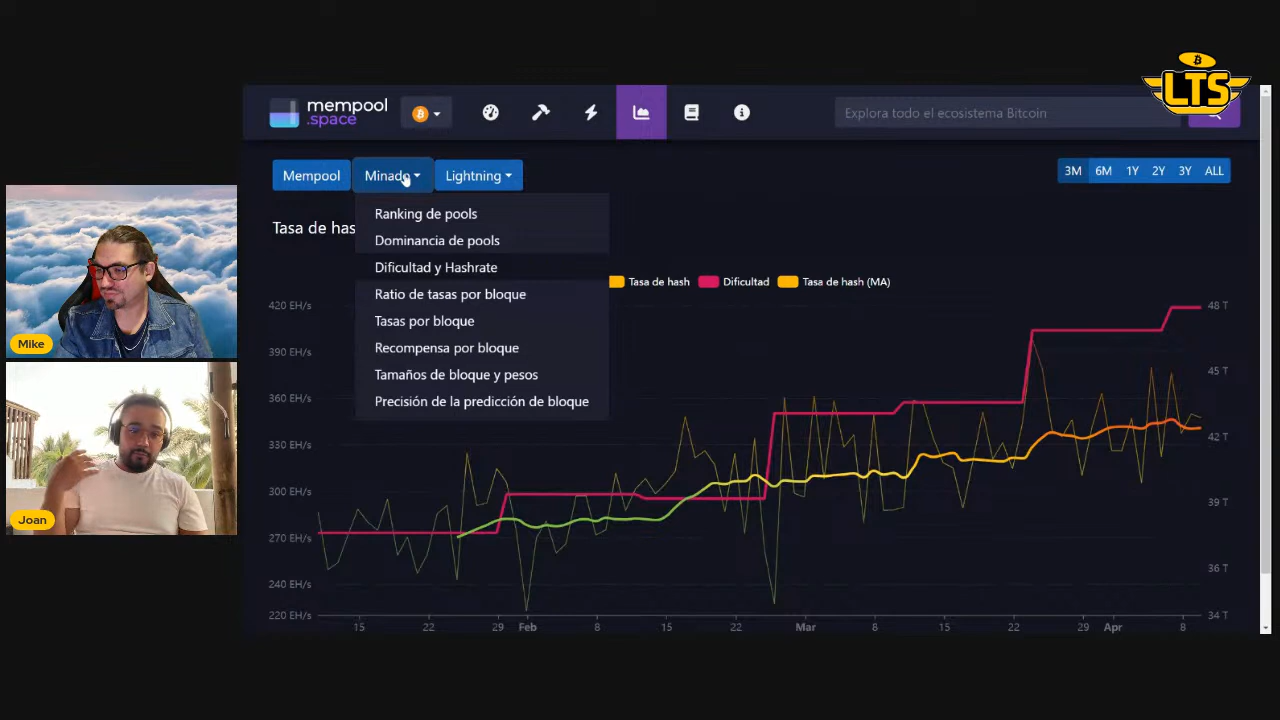 LTS
mempool
.space
Explora todo el ecosistema Bitcoin
Mempool
Minado
Lightning
3M 6M 1Y 2Y 3Y ALL
Ranking de pools
Dominancia de pools
Dificultad y Hashrate
Ratio de tasas por bloque
Tasas por bloque
Recompensa por bloque
Tamaños de bloque y pesos
Precisión de la predicción de bloque
Tasa de has
Tasa de hash Dificultad Tasa de hash (MA)
420 EH/s
390 EH/s
360 EH/s
330 EH/s
300 EH/s
270 EH/s
240 EH/s
220 EH/s
48 T
45 T
42 T
39 T
36 T
34 T
15 22 29 Feb 8 15 22 Mar 8 15 22 29 Apr 8
Mike
Joan